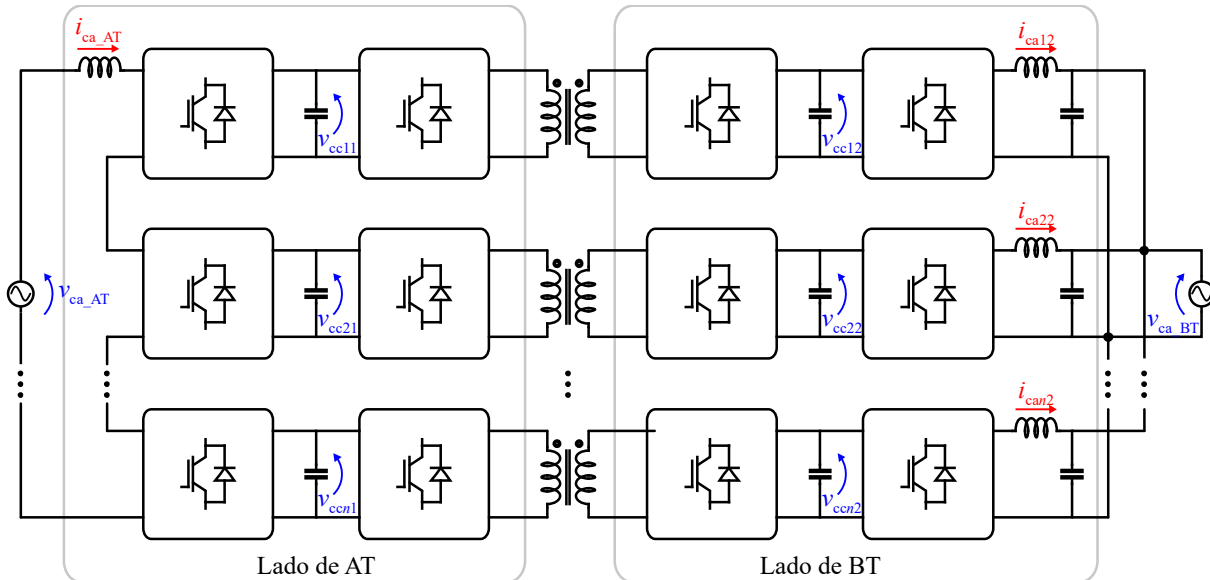 i_ca_AT
i_ca12
v_cc11
v_cc12
i_ca22
v_ca_AT
v_cc21
v_cc22
v_ca_BT
i_can2
v_ccn1
v_ccn2
Lado de AT
Lado de BT